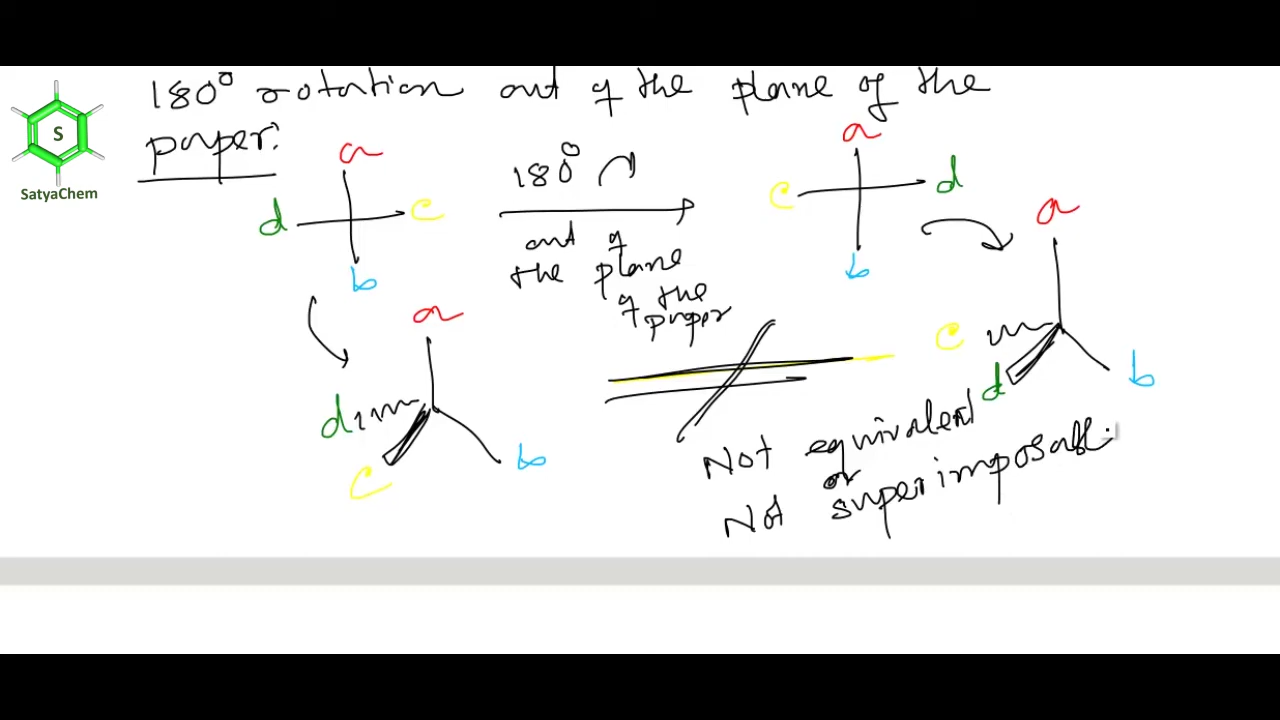 180° rotation out of the plane of the
paper:
S
SatyaChem
a
d
c
b
180°
out of
the plane
of the
paper
a
c
d
b
a
d
c
b
a
c
d
b
Not equivalent
or
Not superimposable.